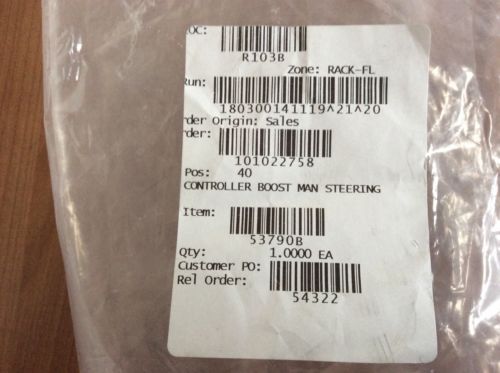 LOC:
R103B
Zone: RACK-FL
Run:
180300141119^21^20
rder Origin: Sales
rder:
101022758
Pos: 40
CONTROLLER BOOST MAN STEERING
Item:
53790B
Qty: 1.0000 EA
Customer PO:
Rel Order:
54322